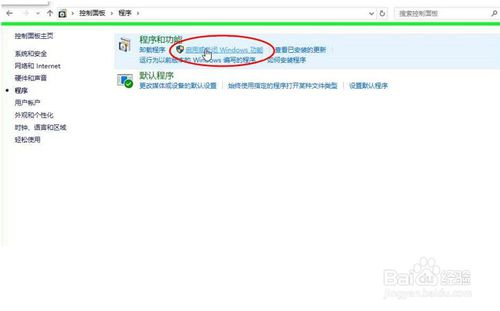 控制面板 > 程序 >
搜索控制面板
控制面板主页
系统和安全
网络和 Internet
硬件和声音
程序
用户帐户
外观和个性化
时钟、语言和区域
轻松使用
程序和功能
卸载程序 启用或关闭 Windows 功能 查看已安装的更新
运行为以前版本的 Windows 编写的程序 如何安装程序
默认程序
更改媒体或设备的默认设置 始终使用指定的程序打开某种文件类型 设置默认程序
Baidu 经验
jingyan.baidu.com